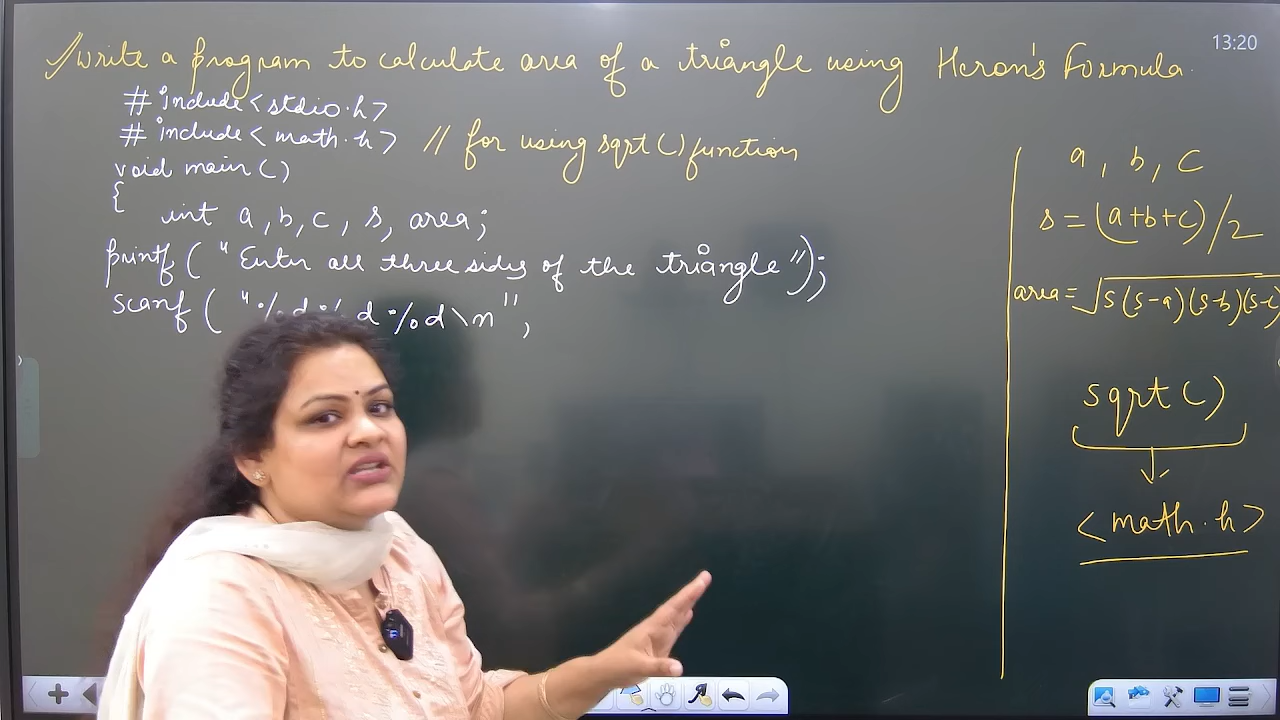 Write a program to calculate area of a triangle using Heron's Formula.
13:20
# include <stdio.h>
# include <math.h> // for using sqrt() function
void main()
{
int a, b, c, s, area;
printf ( " Enter all three sides of the triangle ");
scanf ( "%d %d %d\n",
a, b, c
s = (a+b+c)/2
area = √s(s-a)(s-b)(s-c)
sqrt()
<math.h>